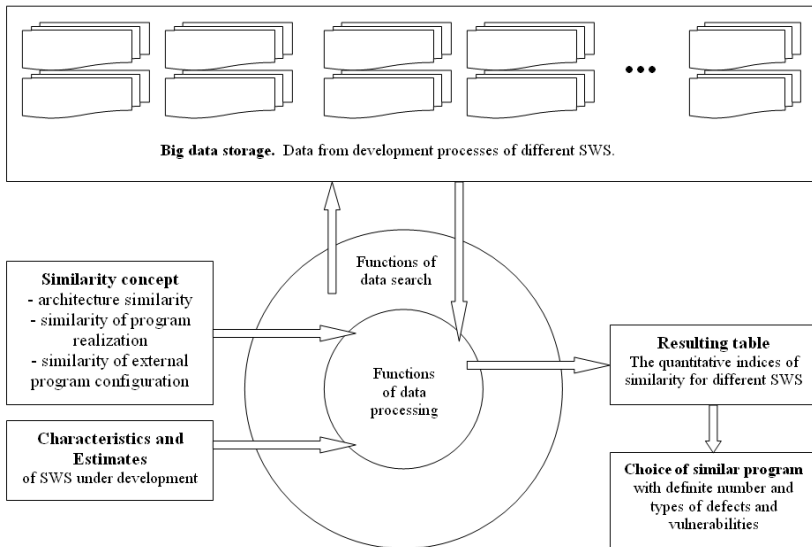 Big data storage. Data from development processes of different SWS.
Functions of
data search
Similarity concept
- architecture similarity
- similarity of program
realization
- similarity of external
program configuration
Functions
of data
processing
Resulting table
The quantitative indices of
similarity for different SWS
Characteristics and
Estimates
of SWS under development
Choice of similar program
with definite number and
types of defects and
vulnerabilities